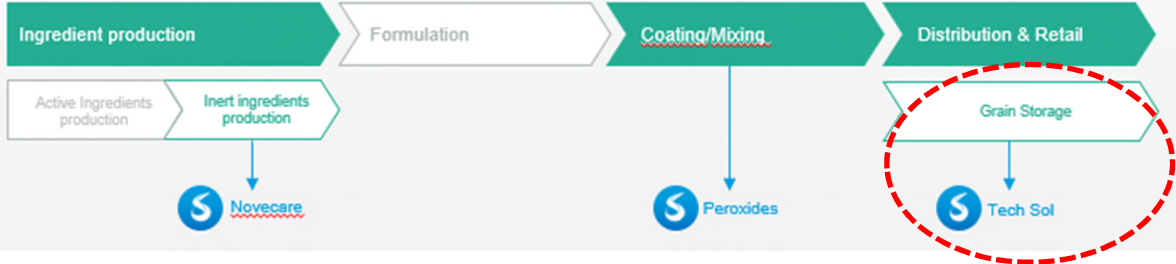 Ingredient production
Formulation
Coating/Mixing
Distribution & Retail
Active Ingredients
production
Inert ingredients
production
Grain Storage
Novecare
Peroxides
Tech Sol